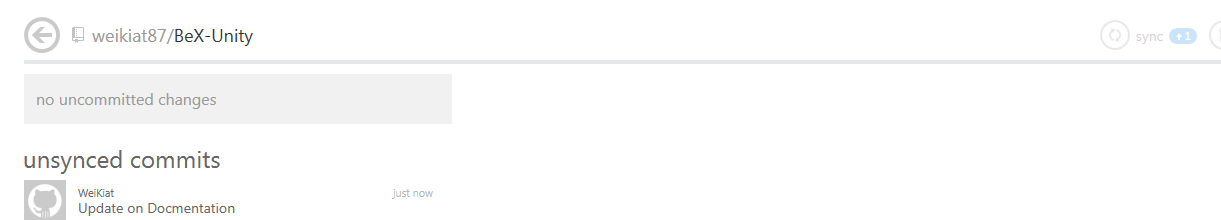 weikiat87/BeX-Unity
sync 1
no uncommitted changes
unsynced commits
WeiKiat
just now
Update on Docmentation